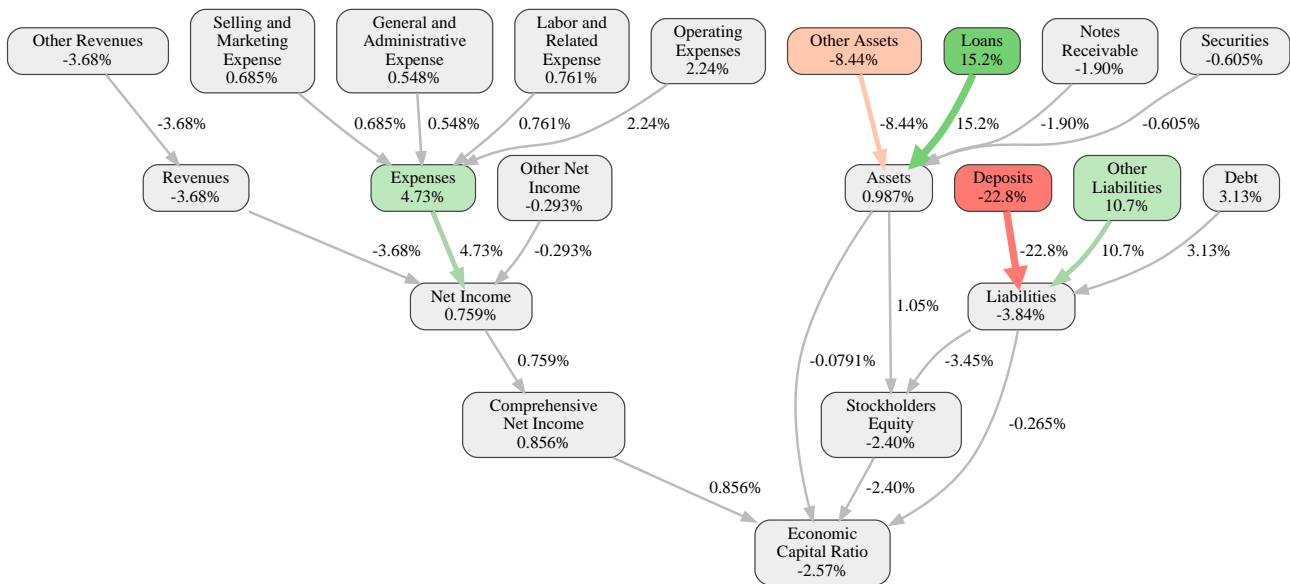 Other Revenues
-3.68%
Selling and
Marketing
Expense
0.685%
General and
Administrative
Expense
0.548%
Labor and
Related
Expense
0.761%
Operating
Expenses
2.24%
Other Assets
-8.44%
Loans
15.2%
Notes
Receivable
-1.90%
Securities
-0.605%
-3.68%
0.685%
0.548%
0.761%
2.24%
-8.44%
15.2%
-1.90%
-0.605%
Revenues
-3.68%
Expenses
4.73%
Other Net
Income
-0.293%
Assets
0.987%
Deposits
-22.8%
Other
Liabilities
10.7%
Debt
3.13%
-3.68%
4.73%
-0.293%
-22.8%
10.7%
3.13%
Net Income
0.759%
1.05%
Liabilities
-3.84%
0.759%
-0.0791%
-3.45%
Comprehensive
Net Income
0.856%
Stockholders
Equity
-2.40%
-0.265%
0.856%
-2.40%
Economic
Capital Ratio
-2.57%